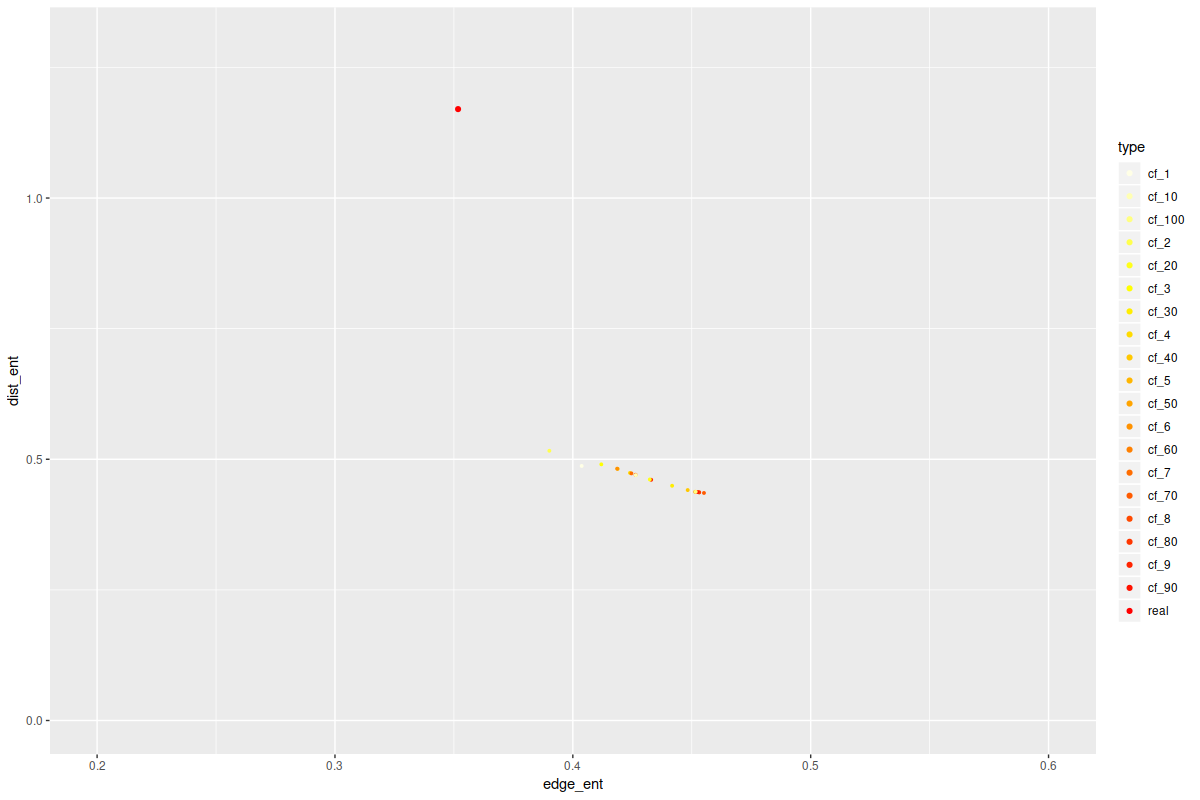 dist_ent
1.0
0.5
0.0
0.2
0.3
0.4
0.5
0.6
edge_ent
type
cf_1
cf_10
cf_100
cf_2
cf_20
cf_3
cf_30
cf_4
cf_40
cf_5
cf_50
cf_6
cf_60
cf_7
cf_70
cf_8
cf_80
cf_9
cf_90
real